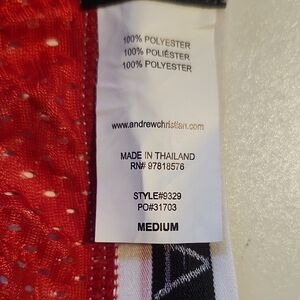 100% POLYESTER
100% POLIÉSTER
100% POLYESTER
www.andrewchristian.com
MADE IN THAILAND
RN# 97818576
STYLE#9329
PO#31703
MEDIUM